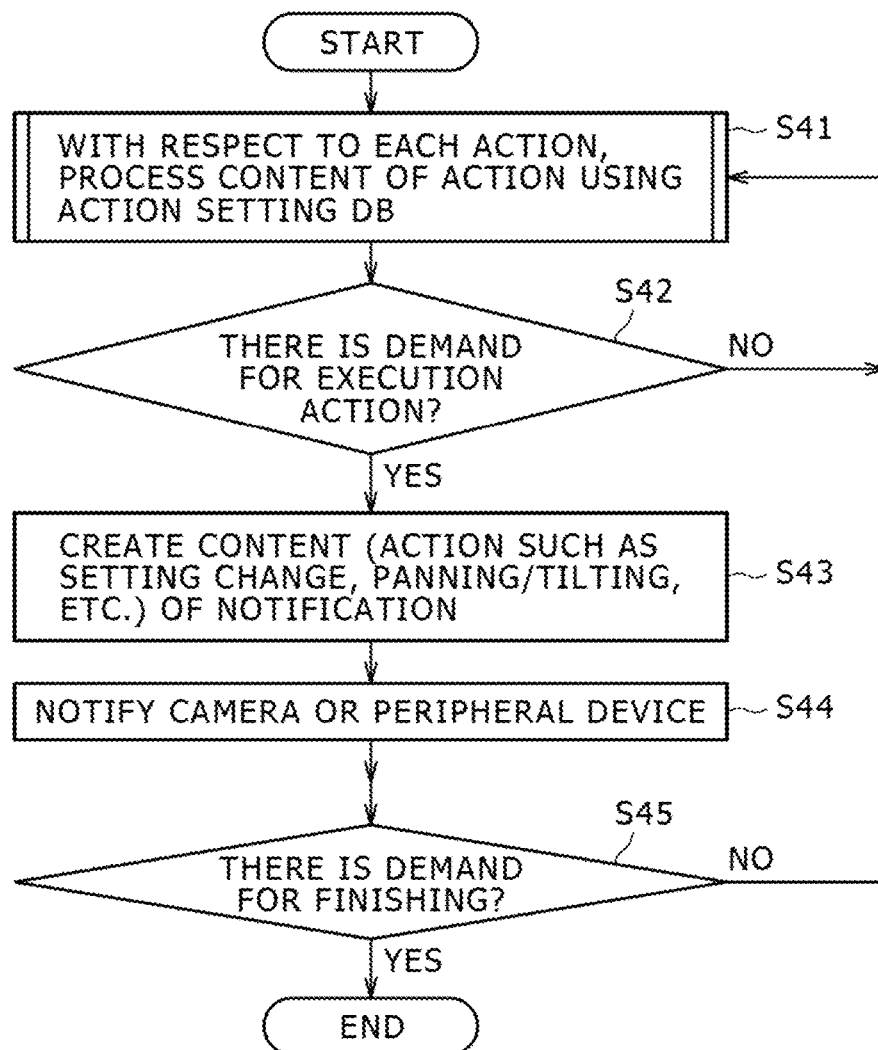 START
WITH RESPECT TO EACH ACTION,
PROCESS CONTENT OF ACTION USING
ACTION SETTING DB
S41
S42
THERE IS DEMAND
FOR EXECUTION
ACTION?
NO
YES
CREATE CONTENT (ACTION SUCH AS
SETTING CHANGE, PANNING/TILTING,
ETC.) OF NOTIFICATION
S43
NOTIFY CAMERA OR PERIPHERAL DEVICE
S44
S45
THERE IS DEMAND
FOR FINISHING?
NO
YES
END